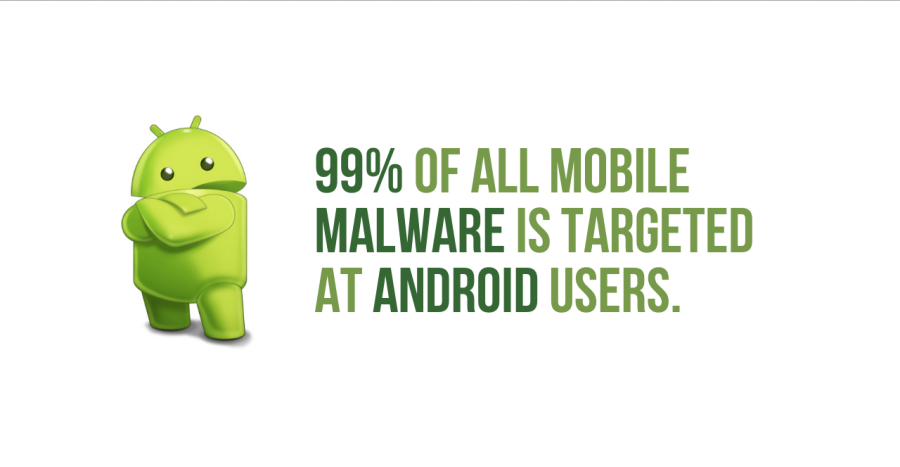 99% OF ALL MOBILE
MALWARE IS TARGETED
AT ANDROID USERS.